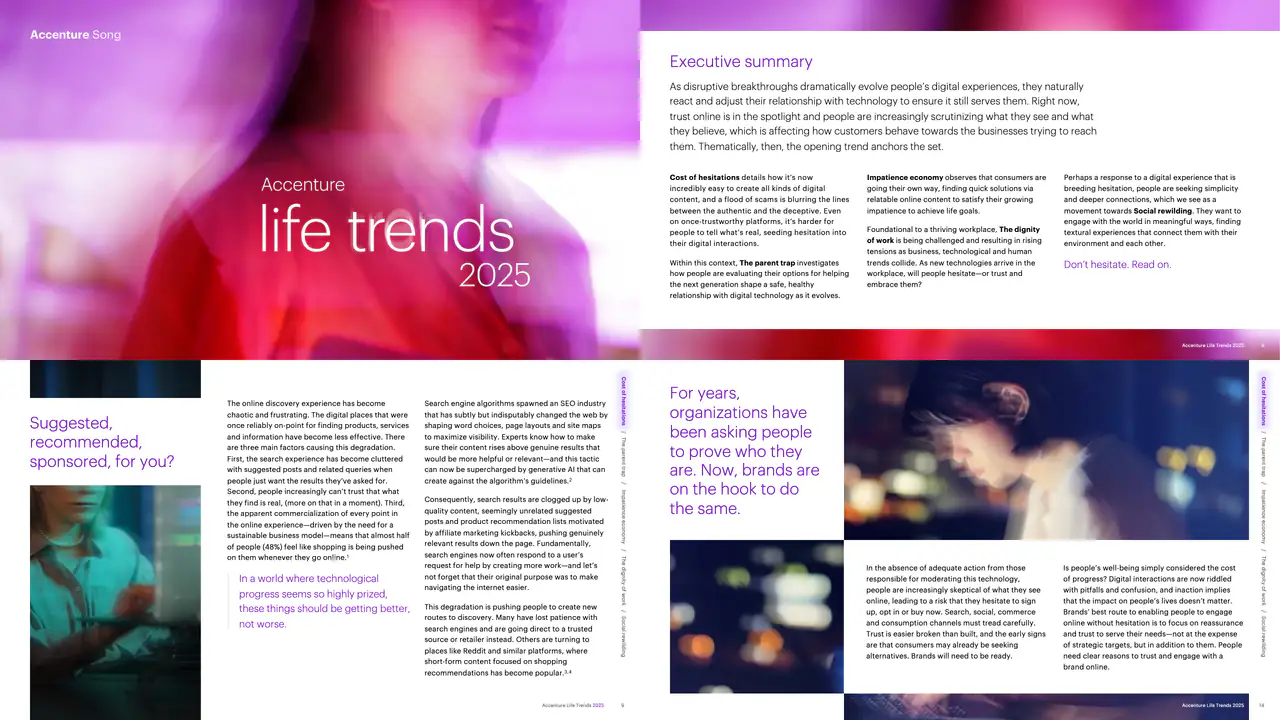 Accenture Song
Accenture
life trends
2025
Executive summary
As disruptive breakthroughs dramatically evolve people's digital experiences, they naturally
react and adjust their relationship with technology to ensure it still serves them. Right now,
trust online is in the spotlight and people are increasingly scrutinizing what they see and what
they believe, which is affecting how customers behave towards the businesses trying to reach
them. Thematically, then, the opening trend anchors the set.
Cost of hesitations details how it's now
incredibly easy to create all kinds of digital
content, and a flood of scams is blurring the lines
between the authentic and the deceptive. Even
on once-trustworthy platforms, it's harder for
people to tell what's real, seeding hesitation into
their digital interactions.
Within this context, The parent trap investigates
how people are evaluating their options for helping
the next generation shape a safe, healthy
relationship with digital technology as it evolves.
Impatience economy observes that consumers are
going their own way, finding quick solutions via
relatable online content to satisfy their growing
impatience to achieve life goals.
Foundational to a thriving workplace, The dignity
of work is being challenged and resulting in rising
tensions as business, technological and human
trends collide. As new technologies arrive in the
workplace, will people hesitate—or trust and
embrace them?
Perhaps a response to a digital experience that is
breeding hesitation, people are seeking simplicity
and deeper connections, which we see as a
movement towards Social rewilding. They want to
engage with the world in meaningful ways, finding
textural experiences that connect them with their
environment and each other.
Don't hesitate. Read on.
Accenture Life Trends 2025
Suggested,
recommended,
sponsored, for you?
The online discovery experience has become
chaotic and frustrating. The digital places that were
once reliably on-point for finding products, services
and information have become less effective. There
are three main factors causing this degradation.
First, the search experience has become cluttered
with suggested posts and related queries when
people just want the results they've asked for.
Second, people increasingly can't trust that what
they find is real, (more on that in a moment). Third,
the apparent commercialization of every point in
the online experience—driven by the need for a
sustainable business model—means that almost half
of people (48%) feel like shopping is being pushed
on them whenever they go online.¹
In a world where technological
progress seems so highly prized,
these things should be getting better,
not worse.
Search engine algorithms spawned an SEO industry
that has subtly but indisputably changed the web by
shaping word choices, page layouts and site maps
to maximize visibility. Experts know how to make
sure their content rises above genuine results that
would be more helpful or relevant—and this tactic
can now be supercharged by generative AI that can
create against the algorithm's guidelines.²
Consequently, search results are clogged up by low-
quality content, seemingly unrelated suggested
posts and product recommendation lists motivated
by affiliate marketing kickbacks, pushing genuinely
relevant results down the page. Fundamentally,
search engines now often respond to a user's
request for help by creating more work—and let's
not forget that their original purpose was to make
navigating the internet easier.
This degradation is pushing people to create new
routes to discovery. Many have lost patience with
search engines and are going direct to a trusted
source or retailer instead. Others are turning to
places like Reddit and similar platforms, where
short-form content focused on shopping
recommendations has become popular.³,⁴
Cost of hesitations / The parent trap / Impatience economy / The dignity of work / Social rewilding
Accenture Life Trends 2025
For years,
organizations have
been asking people
to prove who they
are. Now, brands are
on the hook to do
the same.
In the absence of adequate action from those
responsible for moderating this technology,
people are increasingly skeptical of what they see
online, leading to a risk that they hesitate to sign
up, opt in or buy now. Search, social, commerce
and consumption channels must tread carefully.
Trust is easier broken than built, and the early signs
are that consumers may already be seeking
alternatives. Brands will need to be ready.
Is people's well-being simply considered the cost
of progress? Digital interactions are now riddled
with pitfalls and confusion, and inaction implies
that the impact on people's lives doesn't matter.
Brands' best route to enabling people to engage
online without hesitation is to focus on reassurance
and trust to serve their needs—not at the expense
of strategic targets, but in addition to them. People
need clear reasons to trust and engage with a
brand online.
Cost of hesitations / The parent trap / Impatience economy / The dignity of work / Social rewilding
Accenture Life Trends 2025
14